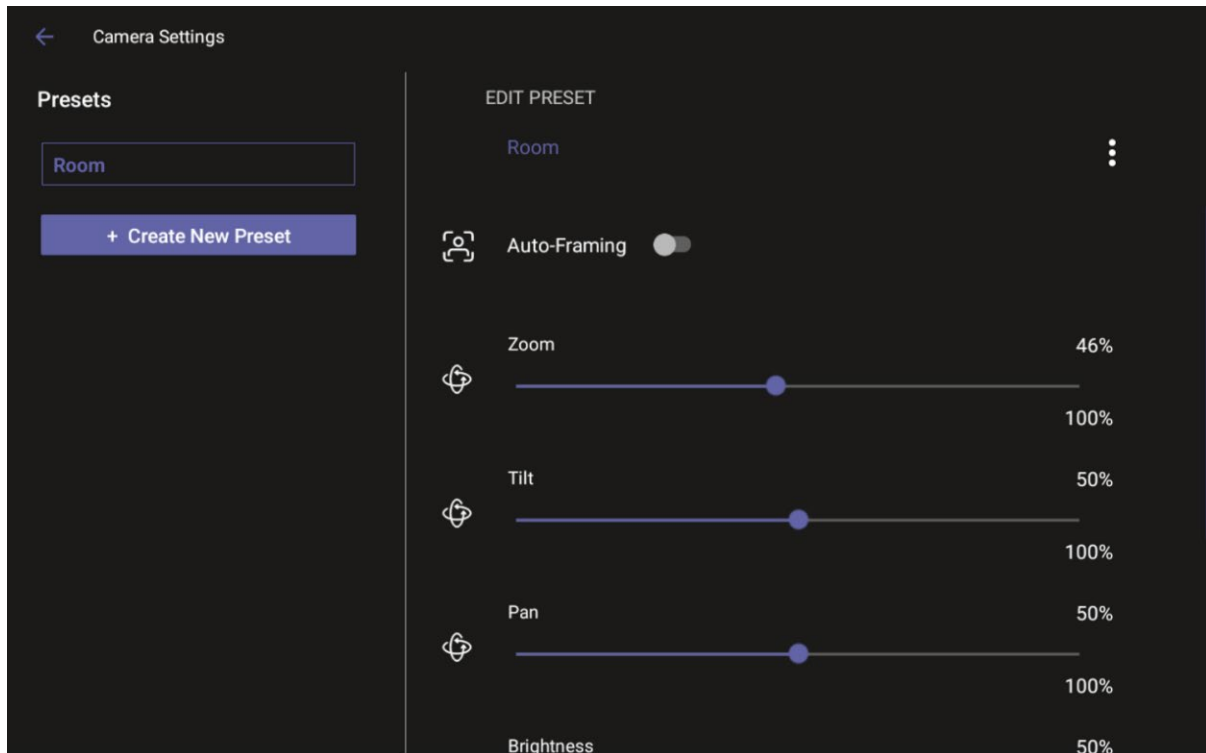 Camera Settings
Presets
Room
+ Create New Preset
EDIT PRESET
Room
Auto-Framing
Zoom 46%
100%
Tilt 50%
100%
Pan 50%
100%
Brightness 50%